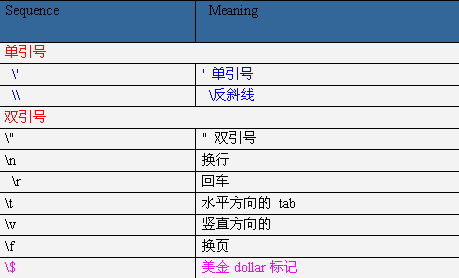 Sequence Meaning
单引号
\' ' 单引号
\\ \反斜线
双引号
\" " 双引号
\n 换行
\r 回车
\t 水平方向的 tab
\v 竖直方向的
\f 换页
\$ 美金 dollar 标记